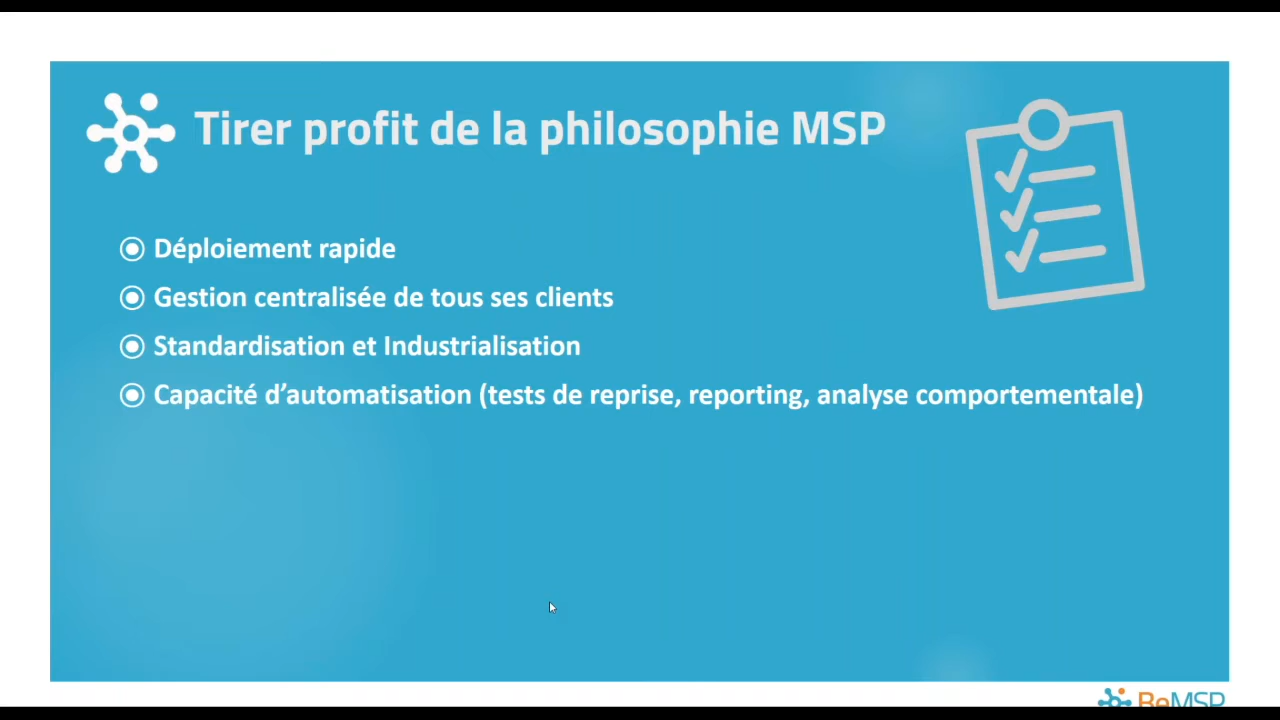 Tirer profit de la philosophie MSP
Déploiement rapide
Gestion centralisée de tous ses clients
Standardisation et Industrialisation
Capacité d’automatisation (tests de reprise, reporting, analyse comportementale)
BeMSP